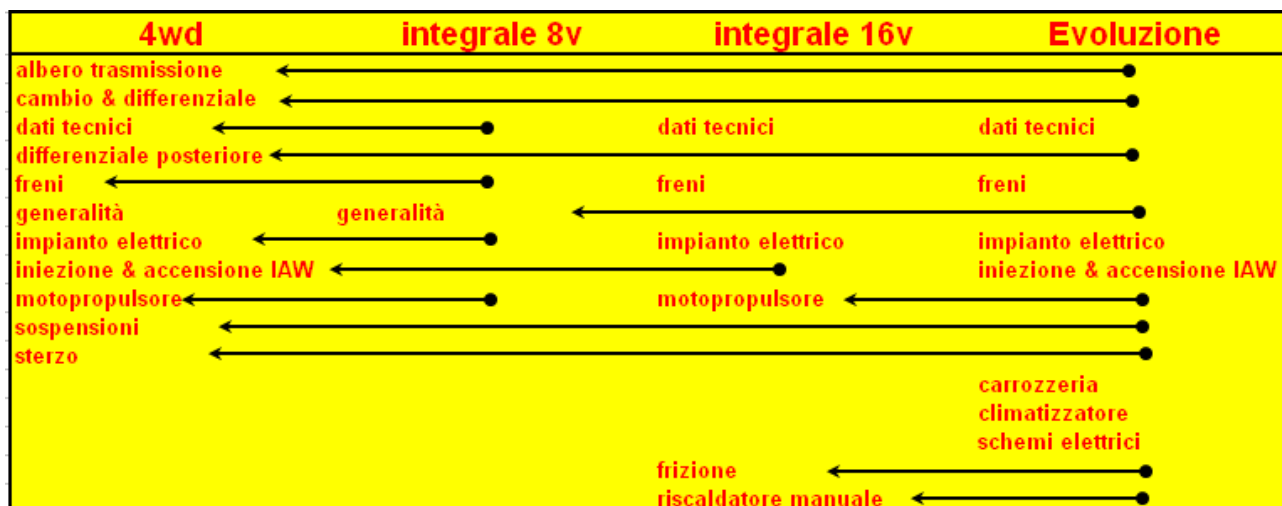 4wd integrale 8v integrale 16v Evoluzione
albero trasmissione
cambio & differenziale
dati tecnici dati tecnici dati tecnici
differenziale posteriore
freni freni freni
generalità generalità
impianto elettrico impianto elettrico impianto elettrico
iniezione & accensione IAW iniezione & accensione IAW
motopropulsore motopropulsore
sospensioni
sterzo
carrozzeria
climatizzatore
schemi elettrici
frizione
riscaldatore manuale